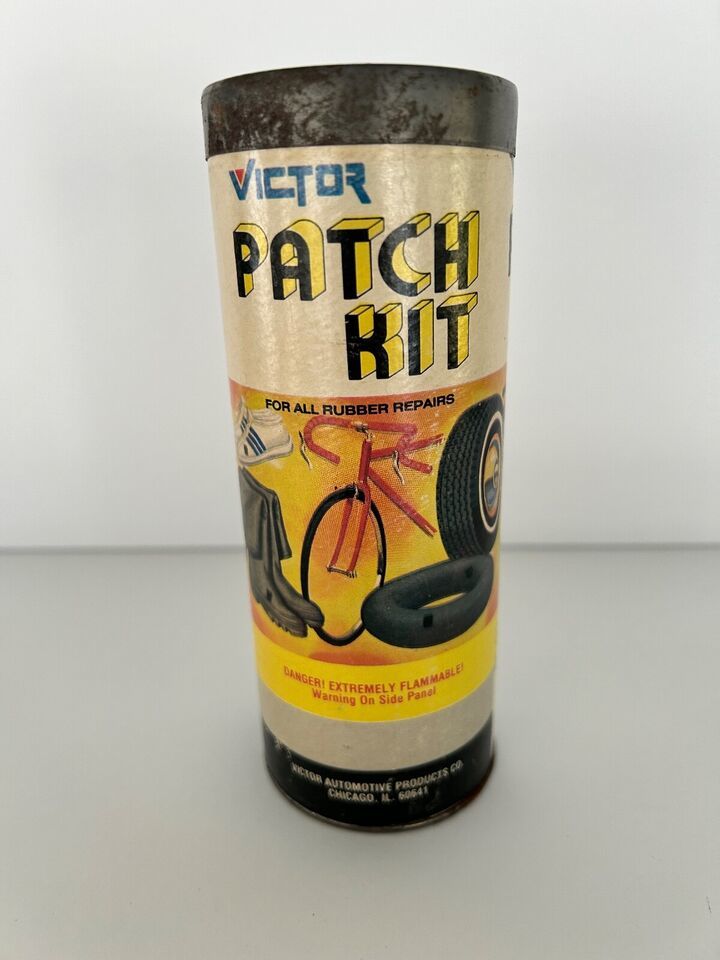 VICTOR
PATCH
KIT
FOR ALL RUBBER REPAIRS
DANGER! EXTREMELY FLAMMABLE!
Warning On Side Panel
VICTOR AUTOMOTIVE PRODUCTS CO.
CHICAGO, IL. 60641